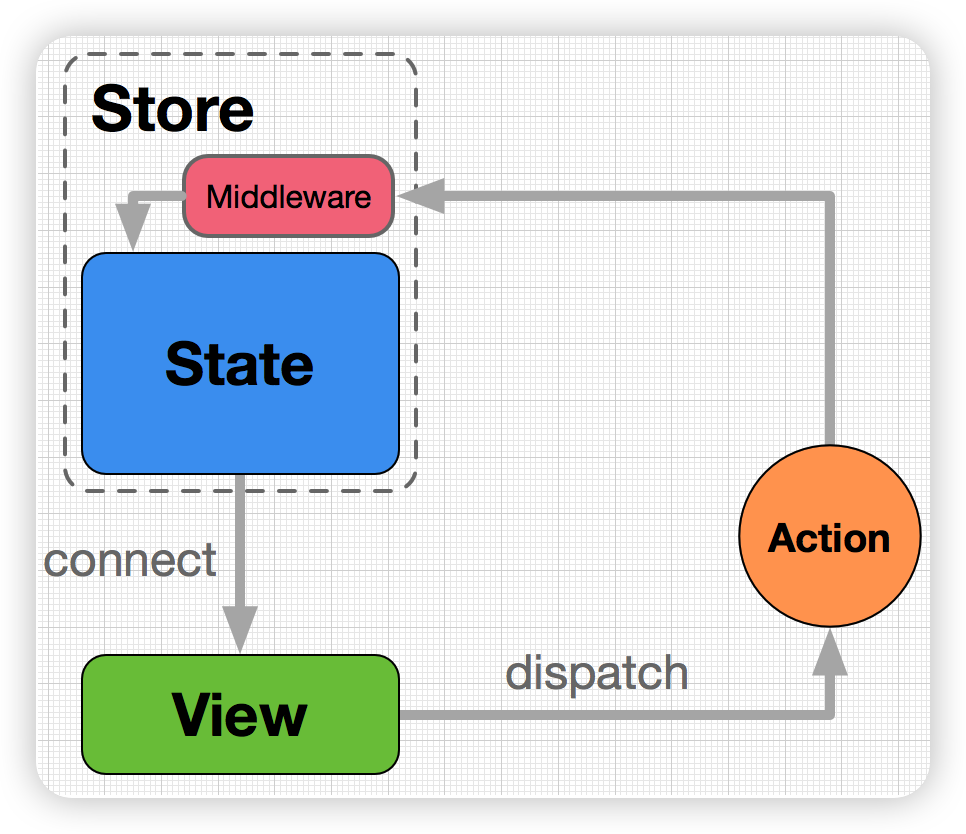 Store
Middleware
State
connect
Action
dispatch
View